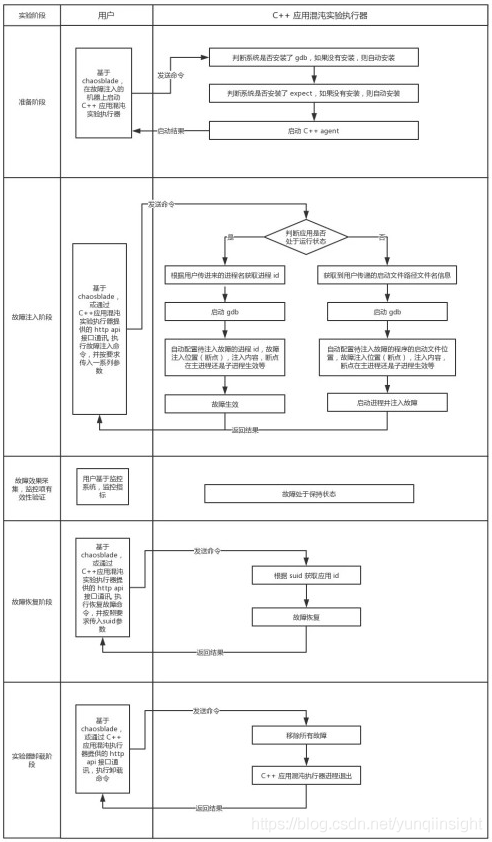 实验阶段
用户
C++ 应用混沌实验执行器
准备阶段
基于
chaosblade，
在故障注入的
机器上启动
C++ 应用混沌
实验执行器
发送命令
判断系统是否安装了 gdb，如果没有安装，则自动安装
判断系统是否安装了 expect，如果没有安装，则自动安装
启动 C++ agent
启动结果
故障注入阶段
基于
chaosblade，
或通过
C++应用混沌
实验执行器提
供的 http api
接口通讯, 执
行故障注入命
令，并按要求
传入一系列参
数
发送命令
判断应用是否
处于运行状态
是
否
根据用户传进来的进程名获取进程 id
获取到用户传递的启动文件路径文件名信息
启动 gdb
启动 gdb
自动配置待注入故障的进程 id，故障
注入位置（断点），注入内容，断点
在主进程还是子进程生效等
自动配置待注入故障的程序的启动文件位
置，故障注入位置（断点），注入内容，
断点在主进程还是子进程生效等
故障生效
启动进程并注入故障
返回结果
故障效果采
集，监控项有
效性验证
用户基于监控
系统，监控指
标
故障处于保持状态
故障恢复阶段
基于
chaosblade，
或通过
C++应用混沌
实验执行器提
供的 http api
接口通讯, 执
行恢复故障命
令，并按照要
求传入suid参
数
发送命令
根据 suid 获取应用 id
故障恢复
返回结果
实验器卸载阶
段
基于
chaosblade，
或通过 C++
应用混沌执行
器提供的 http
api 接口通
讯，执行卸载
命令
发送命令
移除所有故障
C++ 应用混沌执行器进程退出
返回结果
https://blog.csdn.net/yunqiinsight